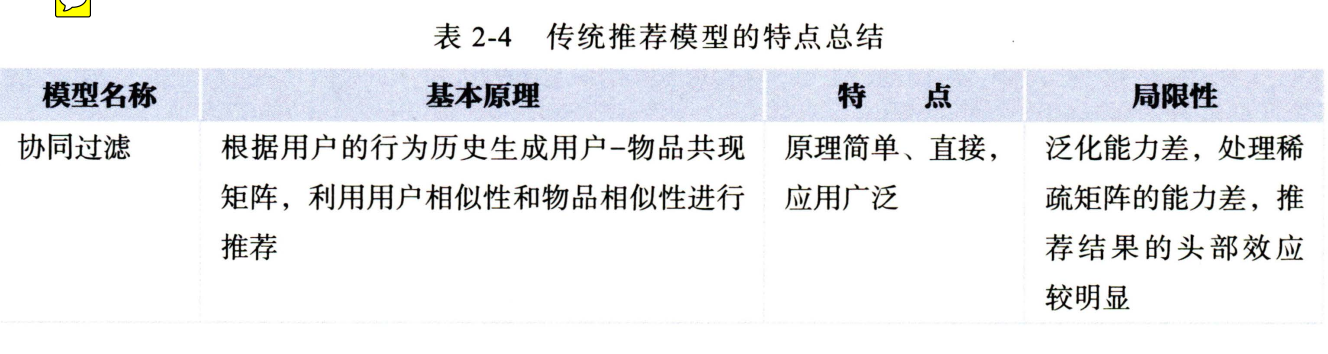 表 2-4 传统推荐模型的特点总结
模型名称 基本原理 特 点 局限性
协同过滤 根据用户的行为历史生成用户-物品共现 原理简单、直接， 泛化能力差，处理稀
矩阵，利用用户相似性和物品相似性进行 应用广泛 疏矩阵的能力差，推
推荐 荐结果的头部效应
较明显